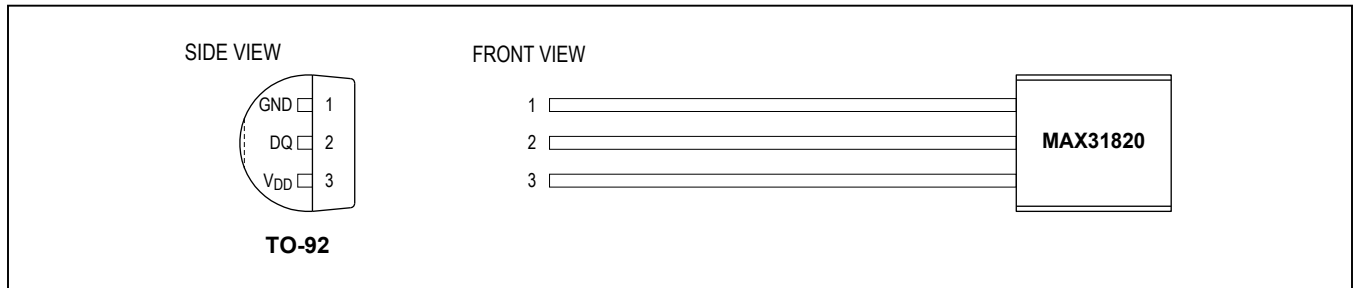 SIDE VIEW
FRONT VIEW
GND 1
DQ 2
VDD 3
TO-92
1
2
3
MAX31820